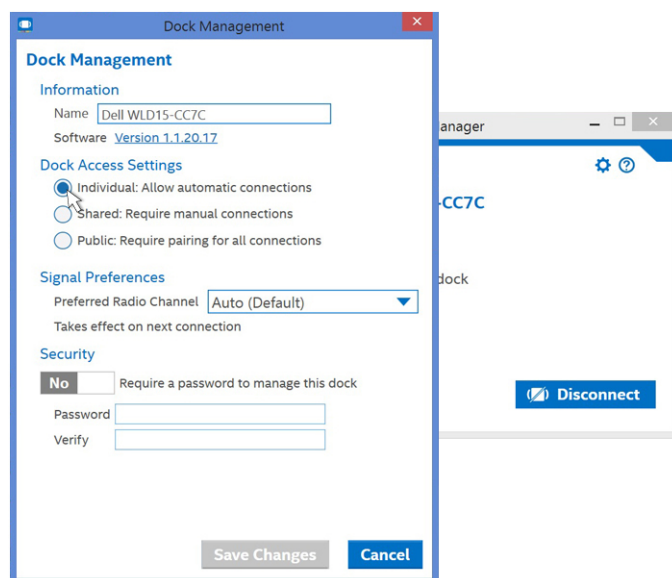 Dock Management
Dock Management
Information
Name Dell WLD15-CC7C
Software Version 1.1.20.17
Dock Access Settings
Individual: Allow automatic connections
Shared: Require manual connections
Public: Require pairing for all connections
Signal Preferences
Preferred Radio Channel Auto (Default)
Takes effect on next connection
Security
No Require a password to manage this dock
Password
Verify
Save Changes Cancel
anager
-CC7C
dock
Disconnect